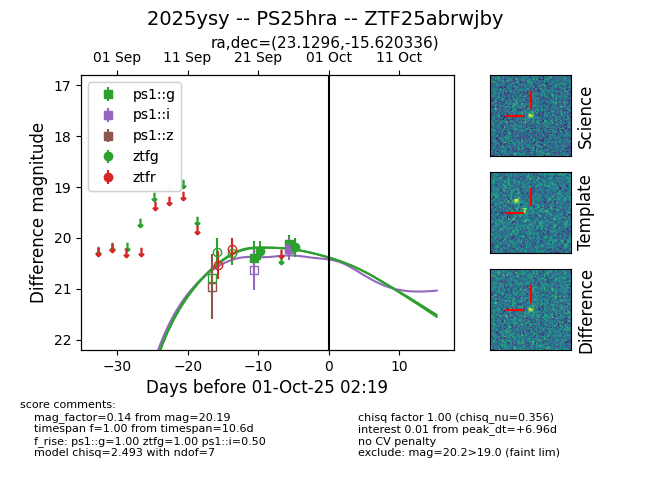 2025ysy -- PS25hra -- ZTF25abrwjby
ra,dec=(23.1296,-15.620336)
01 Sep 11 Sep 21 Sep 01 Oct 11 Oct
17
18
19
20
21
22
Difference magnitude
ps1::g
ps1::i
ps1::z
ztfg
ztfr
−30 −20 −10 0 10
Days before 01-Oct-25 02:19
Science
Template
Difference
score comments:
mag_factor=0.14 from mag=20.19
timespan f=1.00 from timespan=10.6d
f_rise: ps1::g=1.00 ztfg=1.00 ps1::i=0.50
model chisq=2.493 with ndof=7
chisq factor 1.00 (chisq_nu=0.356)
interest 0.01 from peak_dt=+6.96d
no CV penalty
exclude: mag=20.2>19.0 (faint lim)